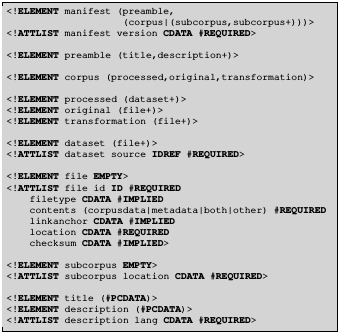 <!ELEMENT manifest (preamble,
(corpus|(subcorpus,subcorpus+)))>
<!ATTLIST manifest version CDATA #REQUIRED>
<!ELEMENT preamble (title,description+)>
<!ELEMENT corpus (processed,original,transformation)>
<!ELEMENT processed (dataset+)>
<!ELEMENT original (file+)>
<!ELEMENT transformation (file+)>
<!ELEMENT dataset (file+)>
<!ATTLIST dataset source IDREF #REQUIRED>
<!ELEMENT file EMPTY>
<!ATTLIST file id ID #REQUIRED
filetype CDATA #IMPLIED
contents (corpusdata|metadata|both|other) #REQUIRED
linkanchor CDATA #IMPLIED
location CDATA #REQUIRED
checksum CDATA #IMPLIED>
<!ELEMENT subcorpus EMPTY>
<!ATTLIST subcorpus location CDATA #REQUIRED>
<!ELEMENT title (#PCDATA)>
<!ELEMENT description (#PCDATA)>
<!ATTLIST description lang CDATA #REQUIRED>